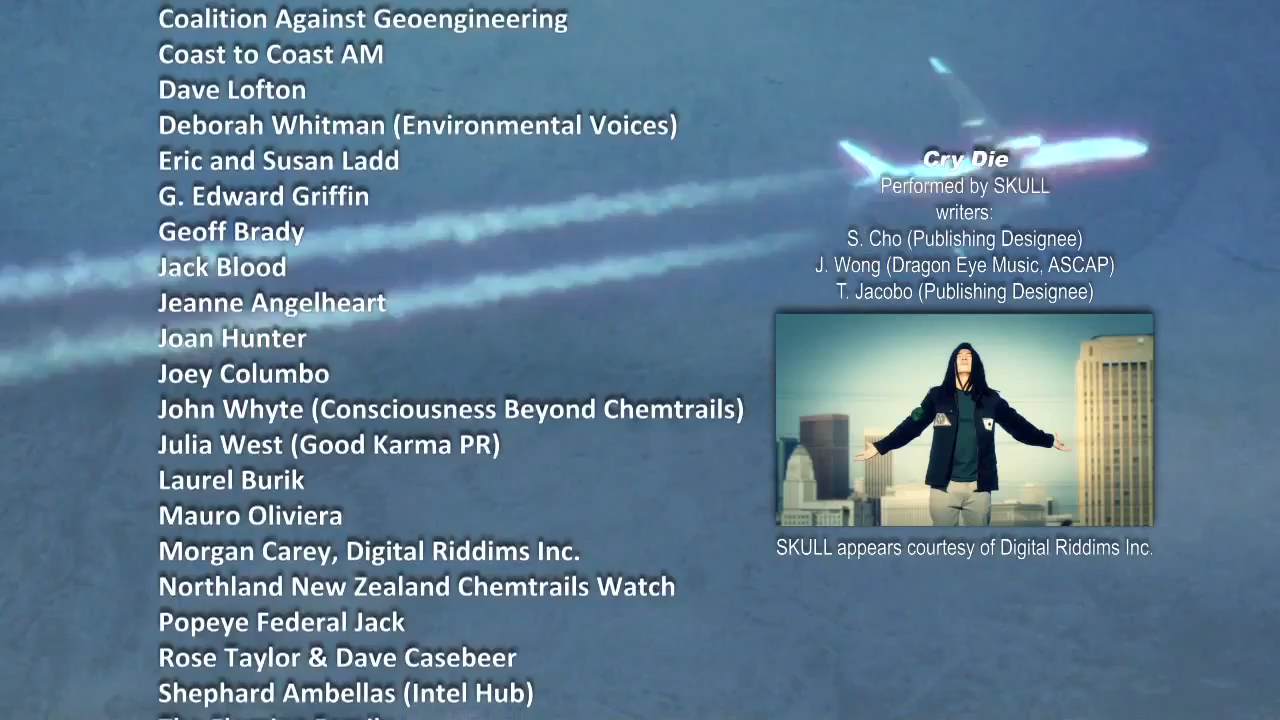 Coalition Against Geoengineering
Coast to Coast AM
Dave Lofton
Deborah Whitman (Environmental Voices)
Eric and Susan Ladd
G. Edward Griffin
Geoff Brady
Jack Blood
Jeanne Angelheart
Joan Hunter
Joey Columbo
John Whyte (Consciousness Beyond Chemtrails)
Julia West (Good Karma PR)
Laurel Burik
Mauro Oliviera
Morgan Carey, Digital Riddims Inc.
Northland New Zealand Chemtrails Watch
Popeye Federal Jack
Rose Taylor & Dave Casebeer
Shephard Ambellas (Intel Hub)
Cry Die
Performed by SKULL
writers:
S. Cho (Publishing Designee)
J. Wong (Dragon Eye Music, ASCAP)
T. Jacobo (Publishing Designee)
SKULL appears courtesy of Digital Riddims Inc.